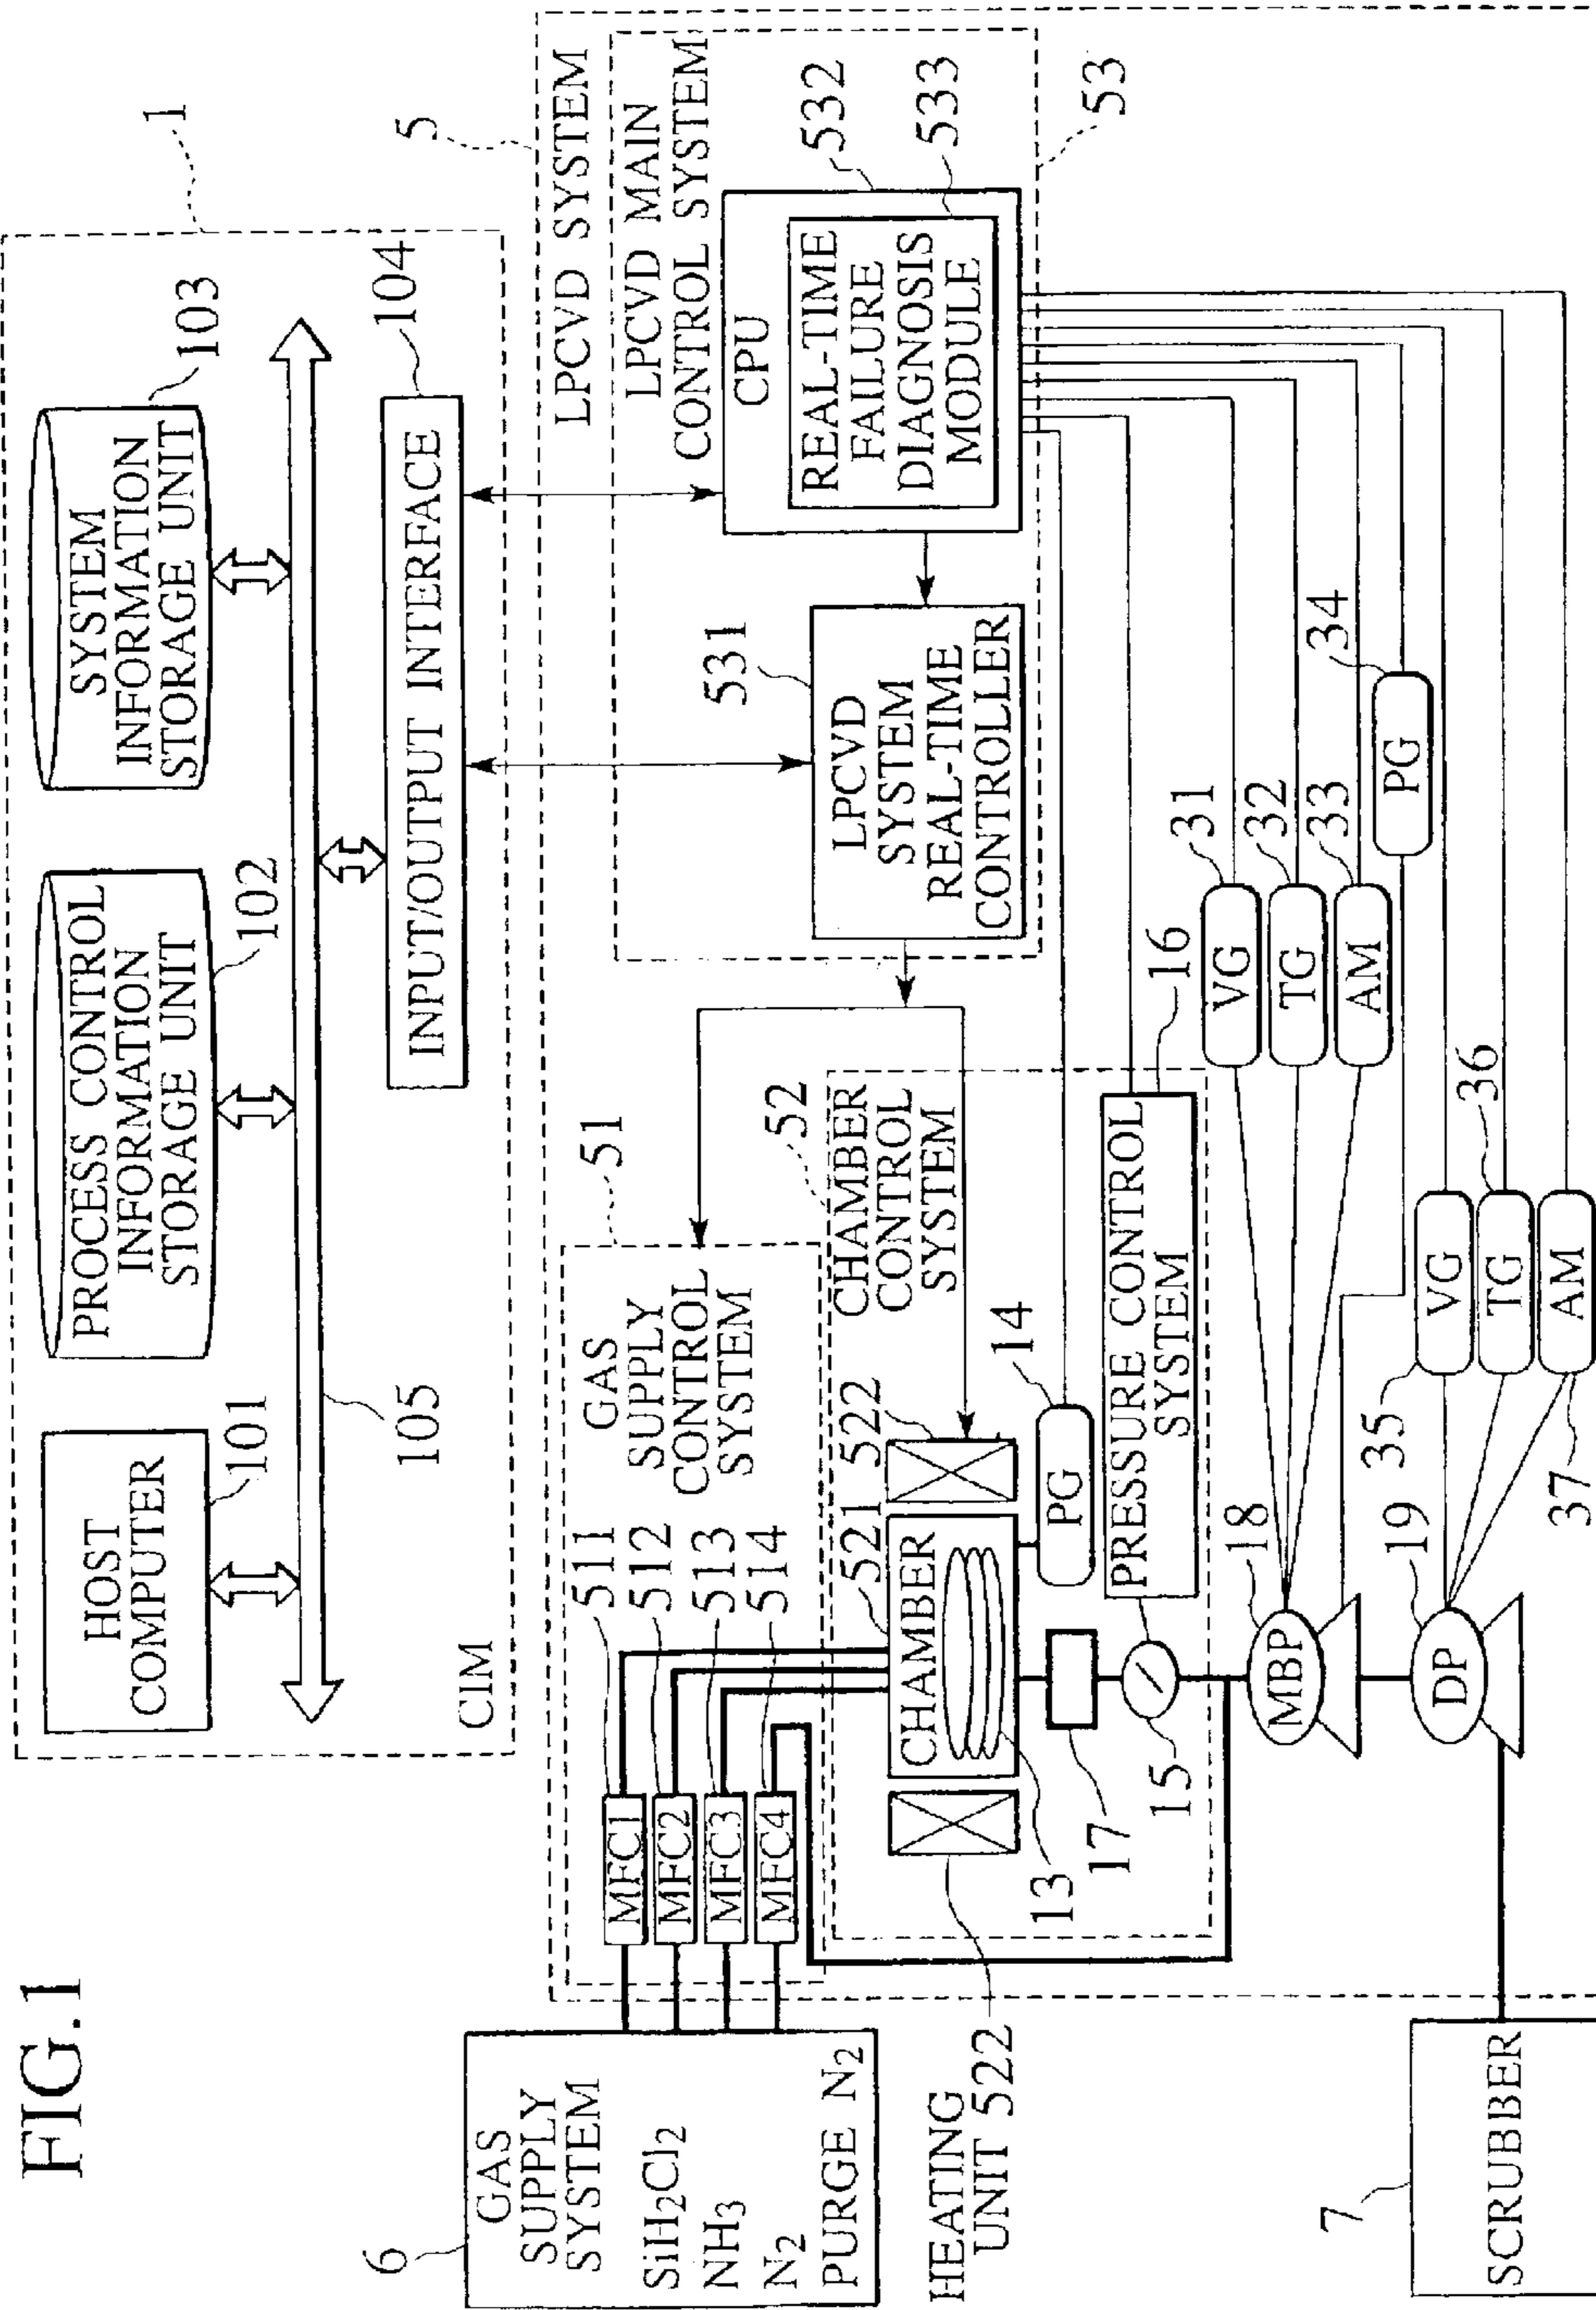 FIG.1
1
HOST
COMPUTER
101
PROCESS CONTROL
INFORMATION
STORAGE UNIT
102
SYSTEM
INFORMATION
STORAGE UNIT
103
105
INPUT/OUTPUT INTERFACE
104
CIM
5
LPCVD SYSTEM
LPCVD MAIN
CONTROL SYSTEM
CPU
532
REAL-TIME
FAILURE
DIAGNOSIS
MODULE
533
53
531
LPCVD
SYSTEM
REAL-TIME
CONTROLLER
6
GAS
SUPPLY
SYSTEM
SiH2Cl2
NH3
N2
PURGE N2
51
GAS
SUPPLY
CONTROL
SYSTEM
511
512
513
514
MFC1
MFC2
MFC3
MFC4
52
CHAMBER
CONTROL
SYSTEM
521
522
CHAMBER
13
14
PG
HEATING
UNIT 522
17
15
PRESSURE CONTROL
SYSTEM
16
18
MBP
VG
31
TG
32
AM
33
PG
34
19
DP
35
VG
TG
36
AM
37
7
SCRUBBER